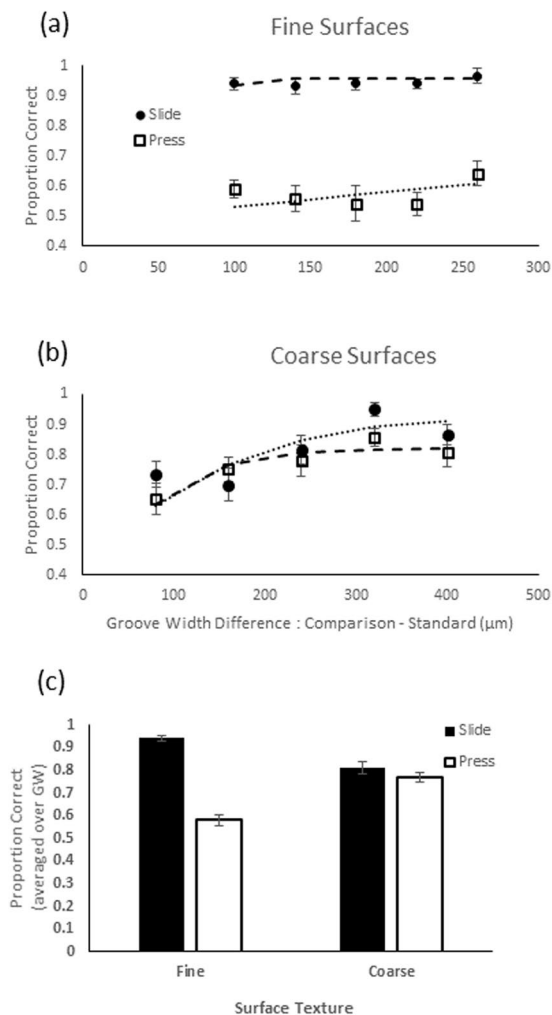 (a)
Fine Surfaces
Proportion Correct
1
0.9
0.8
0.7
0.6
0.5
0.4
Slide
Press
0 50 100 150 200 250 300
(b)
Coarse Surfaces
Proportion Correct
1
0.9
0.8
0.7
0.6
0.5
0.4
0 100 200 300 400 500
Groove Width Difference : Comparison - Standard (µm)
(c)
Proportion Correct
(averaged over GW)
1
0.9
0.8
0.7
0.6
0.5
0.4
0.3
0.2
0.1
0
Slide
Press
Fine Coarse
Surface Texture